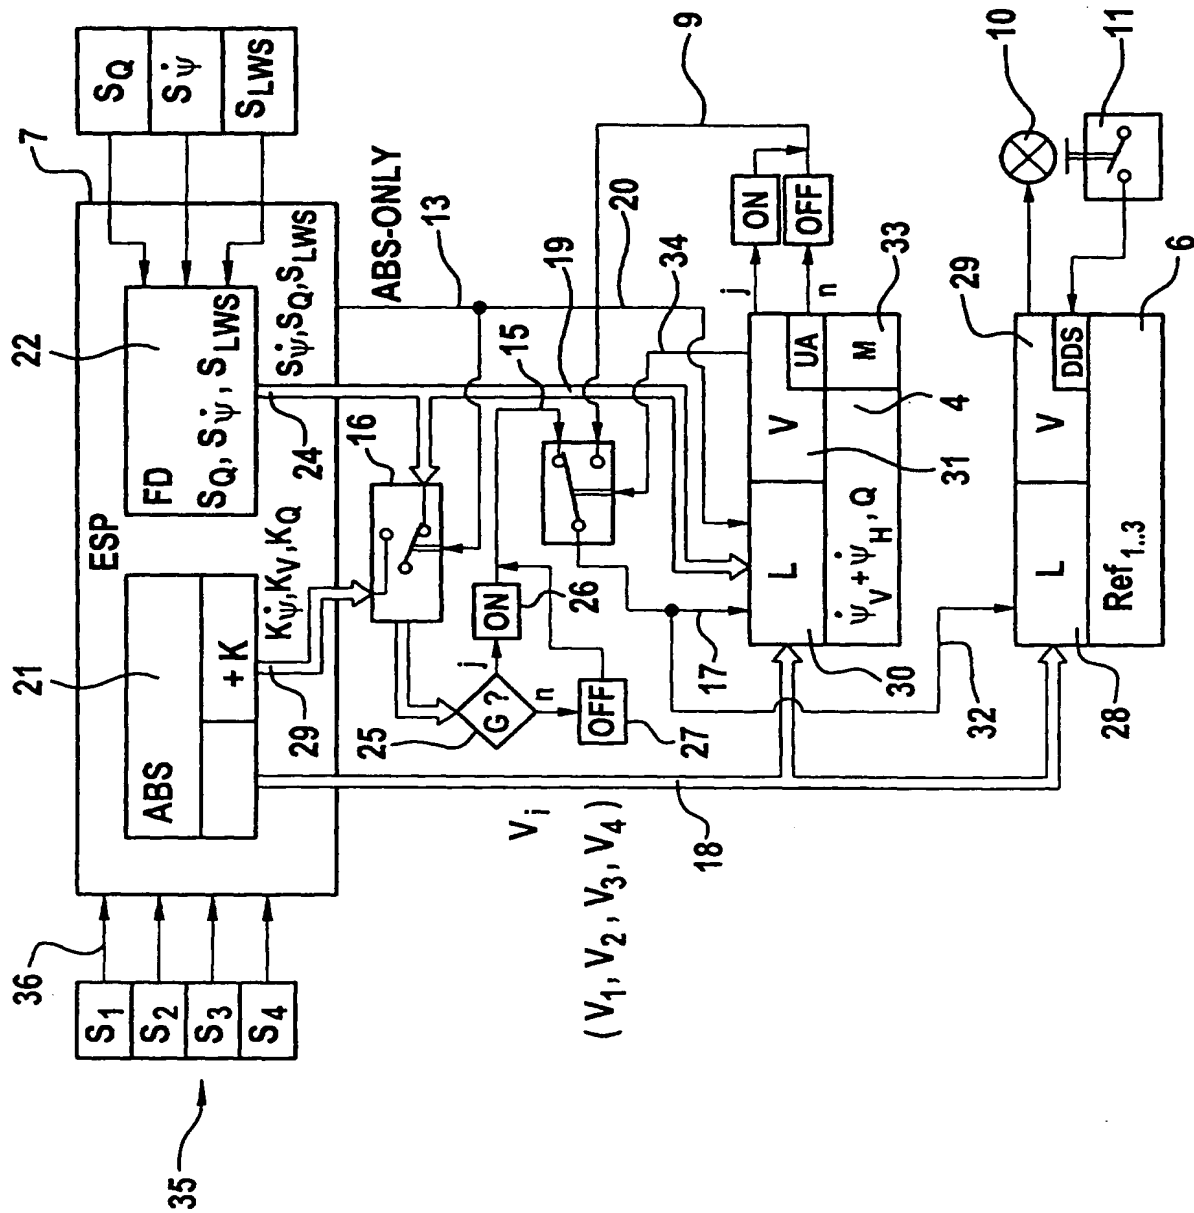 35
36
S1
S2
S3
S4
7
ESP
21
ABS
+ K
22
FD
SQ, Sψ̇, SLWS
SQ
Sψ̇
SLWS
29
Kψ̇, KV, KQ
24
Sψ̇, SQ, SLWS
ABS-ONLY
13
16
25
G ?
j
n
ON
26
OFF
27
15
19
20
34
9
Vi
(V1, V2, V3, V4)
18
17
32
30
L
V
UA
31
4
ψ̇V + ψ̇H, Q
M
33
j
n
ON
OFF
28
L
V
DDS
29
Ref1..3
6
10
11